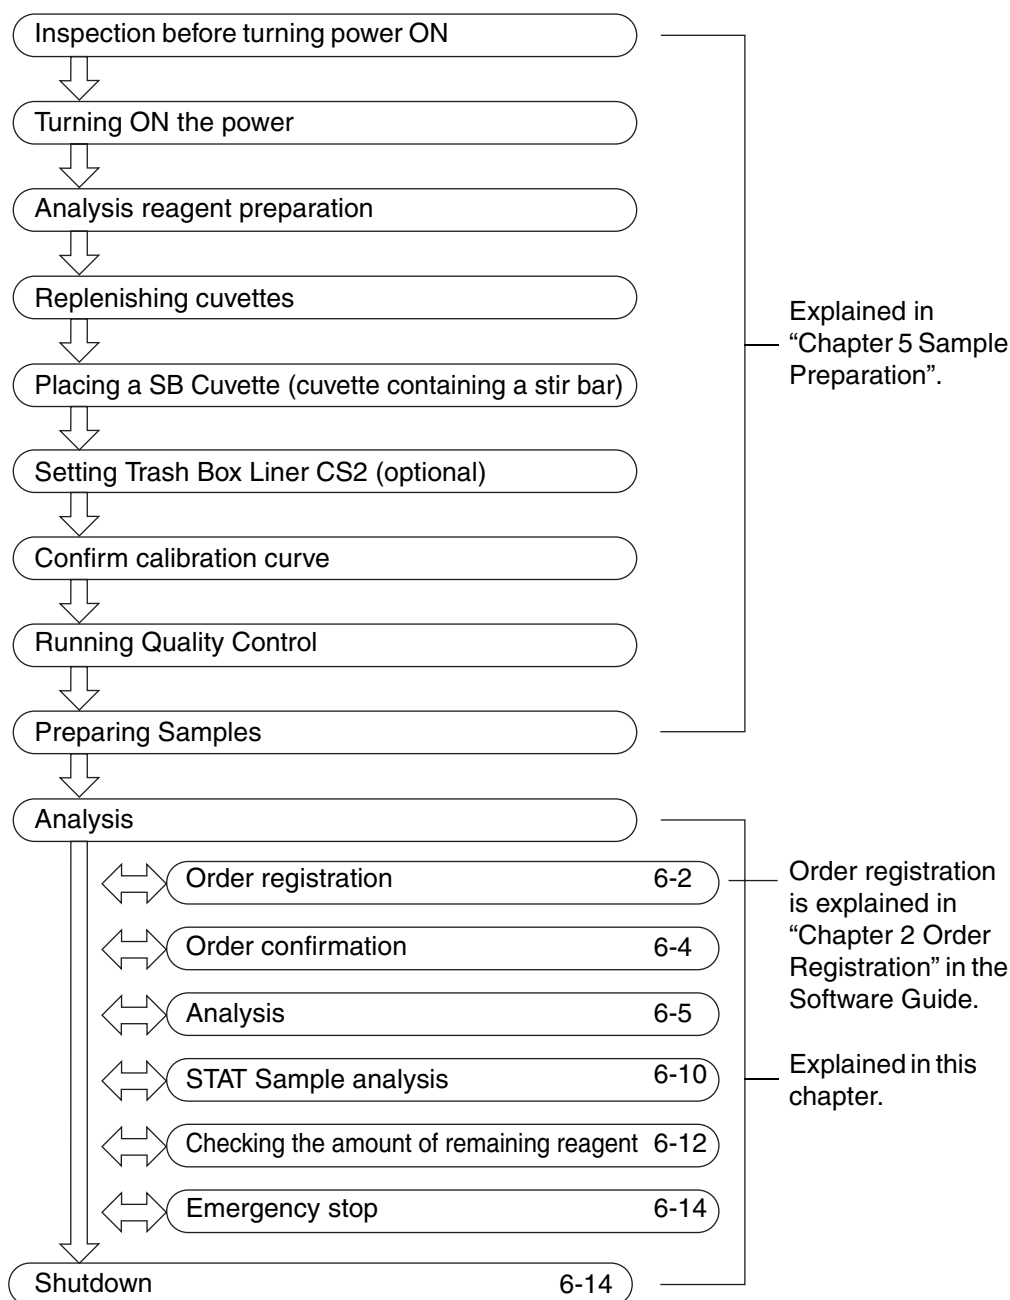 Inspection before turning power ON
Turning ON the power
Analysis reagent preparation
Replenishing cuvettes
Placing a SB Cuvette (cuvette containing a stir bar)
Setting Trash Box Liner CS2 (optional)
Confirm calibration curve
Running Quality Control
Preparing Samples
Explained in
“Chapter 5 Sample
Preparation”.
Analysis
Order registration 6-2
Order confirmation 6-4
Analysis 6-5
STAT Sample analysis 6-10
Checking the amount of remaining reagent 6-12
Emergency stop 6-14
Shutdown 6-14
Order registration
is explained in
“Chapter 2 Order
Registration” in the
Software Guide.
Explained in this
chapter.